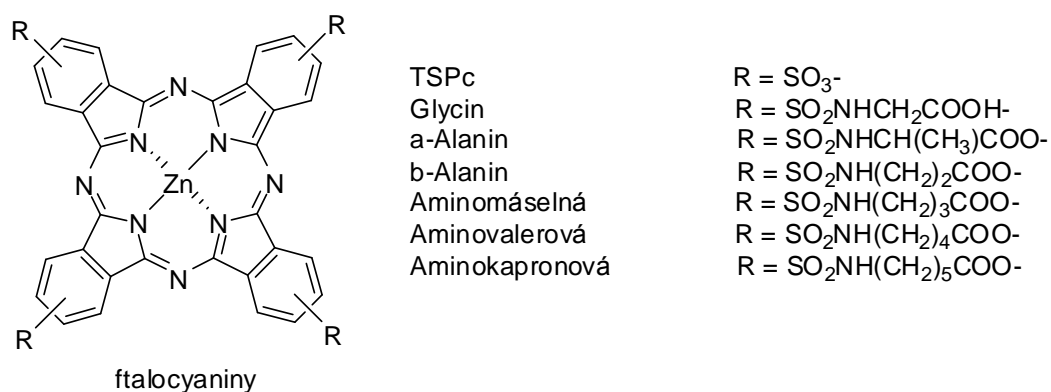 R R
N
TSPc R = SO3-
Glycin R = SO2NHCH2COOH-
N N
a-Alanin R = SO2NHCH(CH3)COO-
N Zn N
b-Alanin R = SO2NH(CH2)2COO-
Aminomáselná R = SO2NH(CH2)3COO-
N N
Aminovalerová R = SO2NH(CH2)4COO-
Aminokapronová R = SO2NH(CH2)5COO-
N
R R
ftalocyaniny